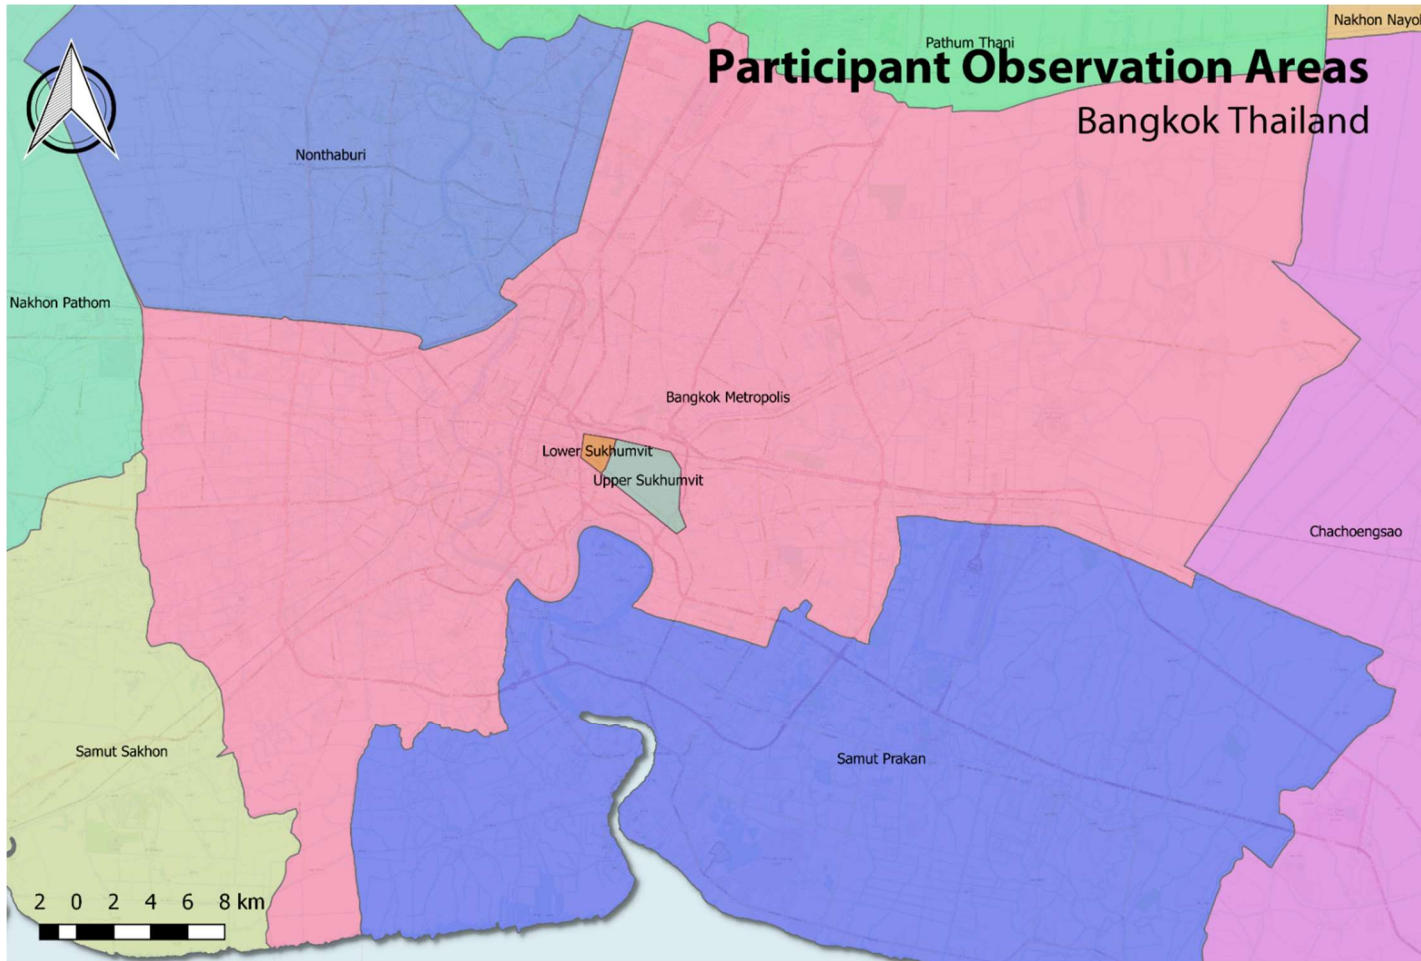 Nakhon Nayok
Pathum Thani
Participant Observation Areas
Bangkok Thailand
Nonthaburi
Nakhon Pathom
Bangkok Metropolis
Lower Sukhumvit
Upper Sukhumvit
Chachoengsao
Samut Sakhon
Samut Prakan
2 0 2 4 6 8 km